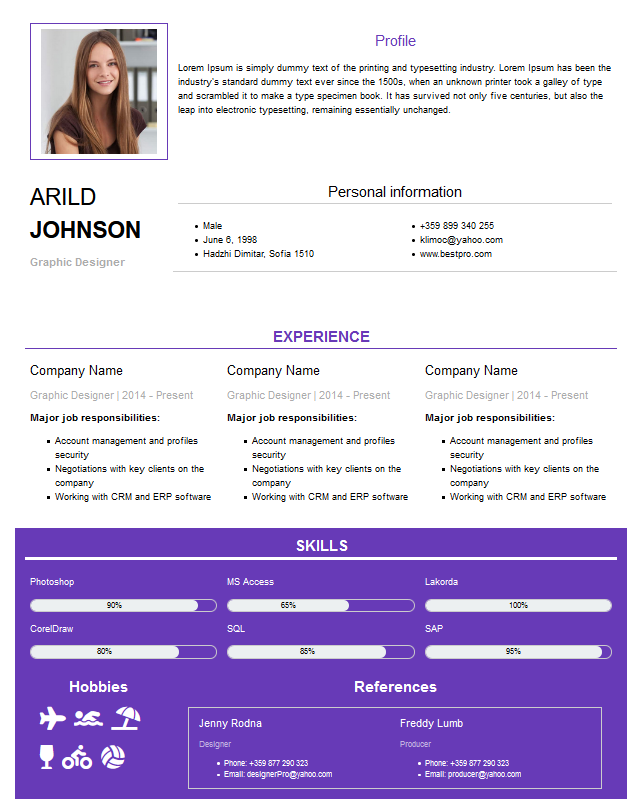 Profile
Lorem Ipsum is simply dummy text of the printing and typesetting industry. Lorem Ipsum has been the
industry's standard dummy text ever since the 1500s, when an unknown printer took a galley of type
and scrambled it to make a type specimen book. It has survived not only five centuries, but also the
leap into electronic typesetting, remaining essentially unchanged.
ARILD
JOHNSON
Graphic Designer
Personal information
Male
June 6, 1998
Hadzhi Dimitar, Sofia 1510
+359 899 340 255
klimoc@yahoo.com
www.bestpro.com
EXPERIENCE
Company Name
Graphic Designer | 2014 - Present
Major job responsibilities:
Account management and profiles
security
Negotiations with key clients on the
company
Working with CRM and ERP software
Company Name
Graphic Designer | 2014 - Present
Major job responsibilities:
Account management and profiles
security
Negotiations with key clients on the
company
Working with CRM and ERP software
Company Name
Graphic Designer | 2014 - Present
Major job responsibilities:
Account management and profiles
security
Negotiations with key clients on the
company
Working with CRM and ERP software
SKILLS
Photoshop
90%
MS Access
65%
Lakorda
100%
CorelDraw
80%
SQL
85%
SAP
95%
Hobbies
References
Jenny Rodna
Designer
Phone: +359 877 290 323
Email: designerPro@yahoo.com
Freddy Lumb
Producer
Phone: +359 877 290 323
Email: producer@yahoo.com